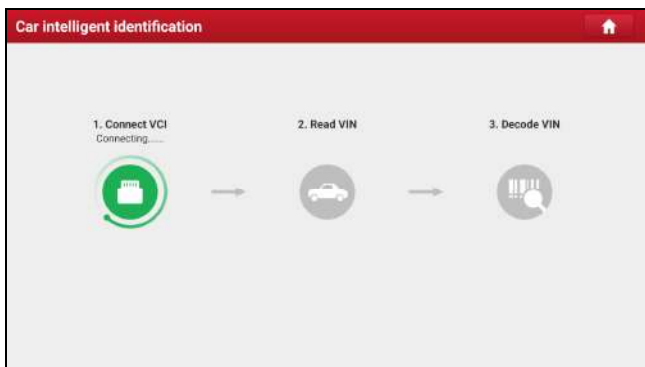 Car intelligent identification
1. Connect VCI
Connecting......
2. Read VIN
3. Decode VIN